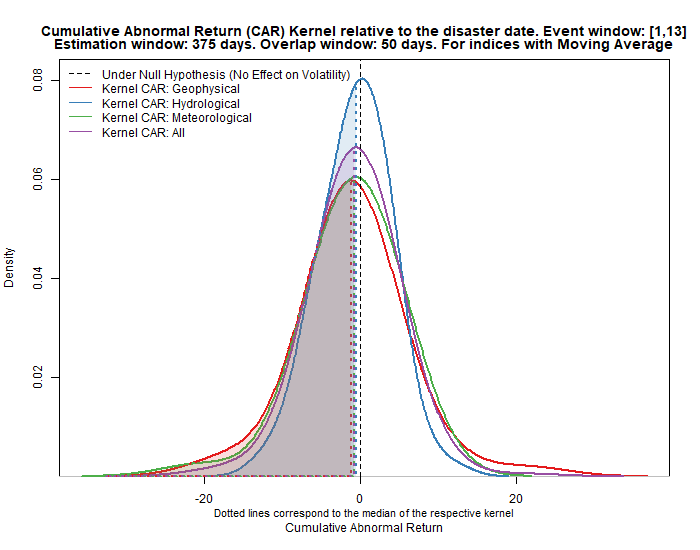 Cumulative Abnormal Return (CAR) Kernel relative to the disaster date. Event window: [1,13]
Estimation window: 375 days. Overlap window: 50 days. For indices with Moving Average
Under Null Hypothesis (No Effect on Volatility)
Kernel CAR: Geophysical
Kernel CAR: Hydrological
Kernel CAR: Meteorological
Kernel CAR: All
Density
0.08
0.06
0.04
0.02
-20
0
20
Dotted lines correspond to the median of the respective kernel
Cumulative Abnormal Return